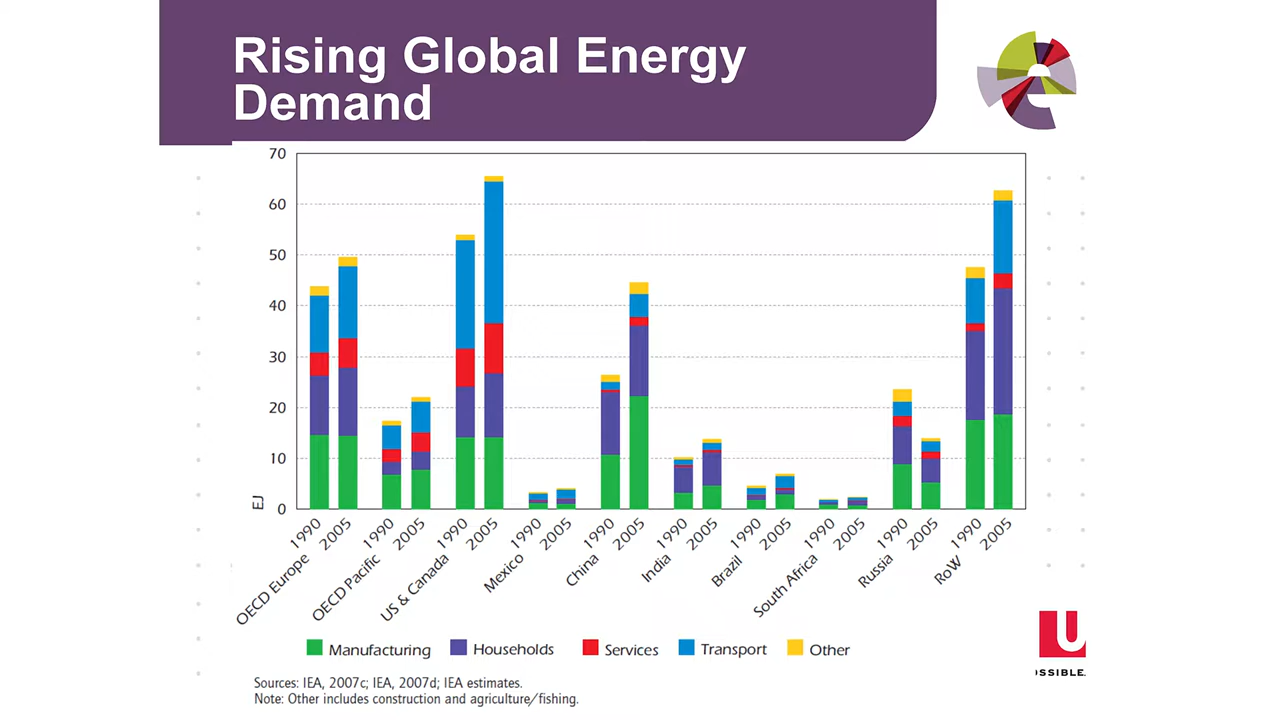 Rising Global Energy
Demand
70
60
50
40
30
20
10
0
EJ
1990 2005 1990 2005 1990 2005 1990 2005 1990 2005 1990 2005 1990 2005 1990 2005 1990 2005 1990 2005
OECD Europe OECD Pacific US & Canada Mexico China India Brazil South Africa Russia RoW
Manufacturing Households Services Transport Other
Sources: IEA, 2007c; IEA, 2007d; IEA estimates.
Note: Other includes construction and agriculture/fishing.
U
OSSIBLE.